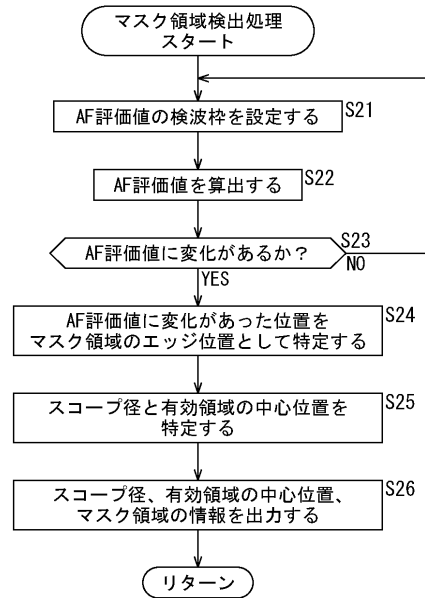 マスク領域検出処理
スタート
AF評価値の検波枠を設定する
S21
AF評価値を算出する
S22
AF評価値に変化があるか？
S23
NO
YES
AF評価値に変化があった位置を
マスク領域のエッジ位置として特定する
S24
スコープ径と有効領域の中心位置を
特定する
S25
スコープ径、有効領域の中心位置、
マスク領域の情報を出力する
S26
リターン